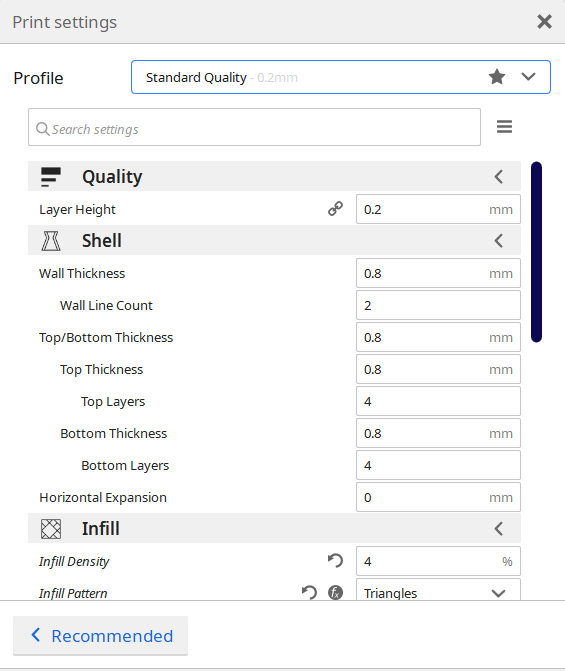 Print settings
Profile
Standard Quality - 0.2mm
Search settings
Quality
Layer Height 0.2 mm
Shell
Wall Thickness 0.8 mm
Wall Line Count 2
Top/Bottom Thickness 0.8 mm
Top Thickness 0.8 mm
Top Layers 4
Bottom Thickness 0.8 mm
Bottom Layers 4
Horizontal Expansion 0 mm
Infill
Infill Density 4 %
Infill Pattern fx Triangles
Recommended